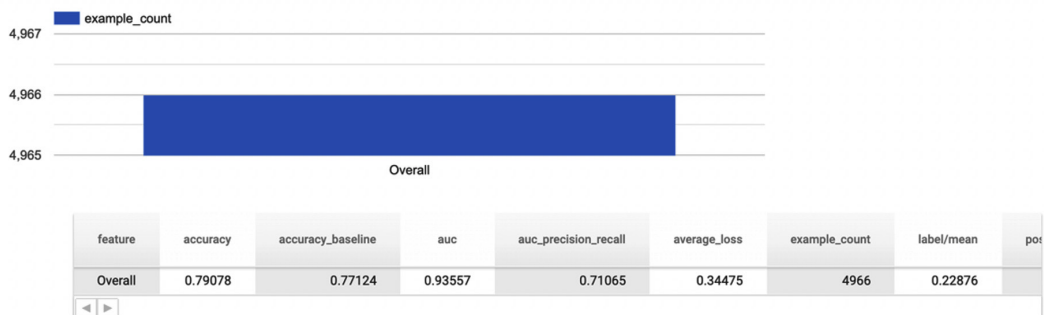 example_count
4,967
4,966
4,965
Overall
feature accuracy accuracy_baseline auc auc_precision_recall average_loss example_count label/mean pos
Overall 0.79078 0.77124 0.93557 0.71065 0.34475 4966 0.22876